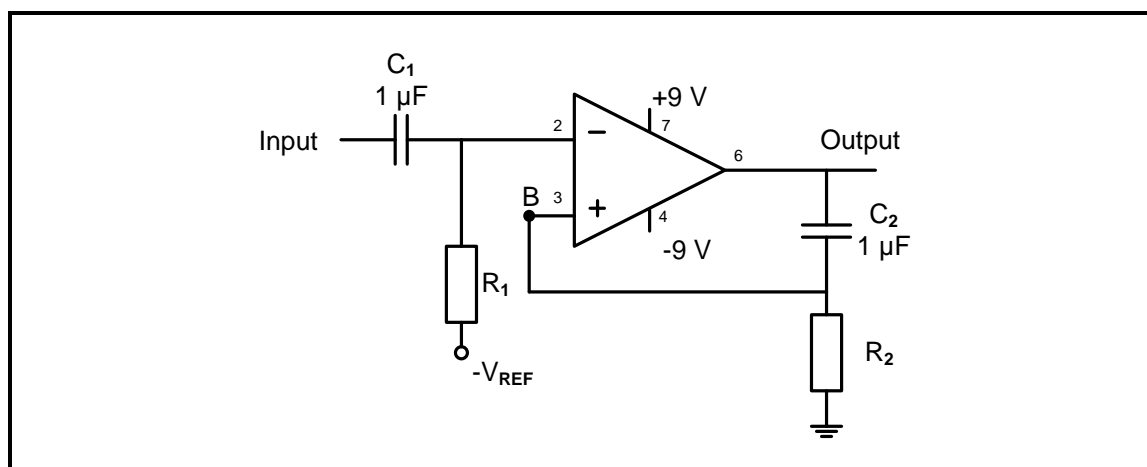 C₁
1 µF
Input
+9 V
7
2
−
6
Output
B
3
+
4
-9 V
C₂
1 µF
R₁
-V_REF
R₂